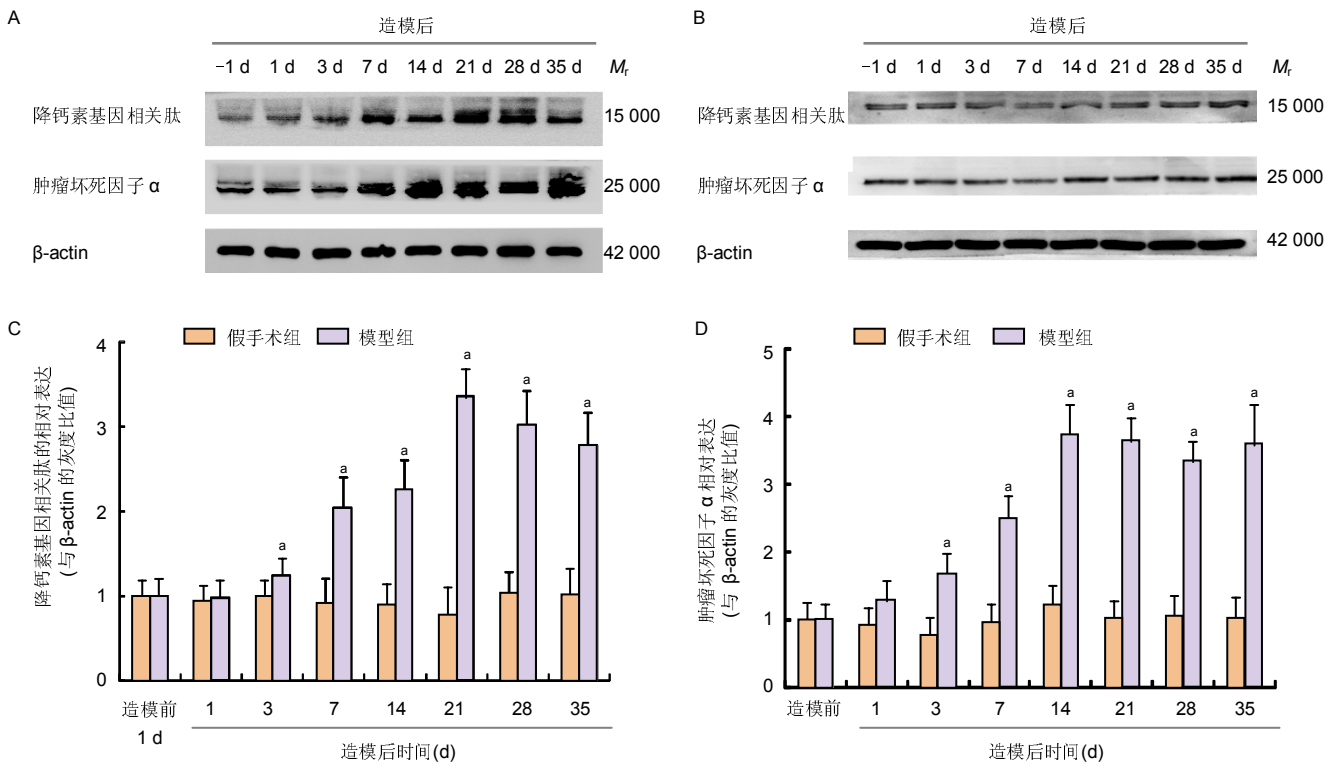 A
造模后
−1 d 1 d 3 d 7 d 14 d 21 d 28 d 35 d Mr
降钙素基因相关肽 15 000
肿瘤坏死因子 α 25 000
β-actin 42 000
B
造模后
−1 d 1 d 3 d 7 d 14 d 21 d 28 d 35 d Mr
降钙素基因相关肽 15 000
肿瘤坏死因子 α 25 000
β-actin 42 000
C
假手术组 模型组
降钙素基因相关肽的相对表达
(与 β-actin 的灰度比值)
4
3
2
1
0
a a a a a a
造模前 1 3 7 14 21 28 35
1 d
造模后时间(d)
D
假手术组 模型组
肿瘤坏死因子 α 相对表达
(与 β-actin 的灰度比值)
5
4
3
2
1
0
a a a a a a
造模前 1 3 7 14 21 28 35
造模后时间(d)